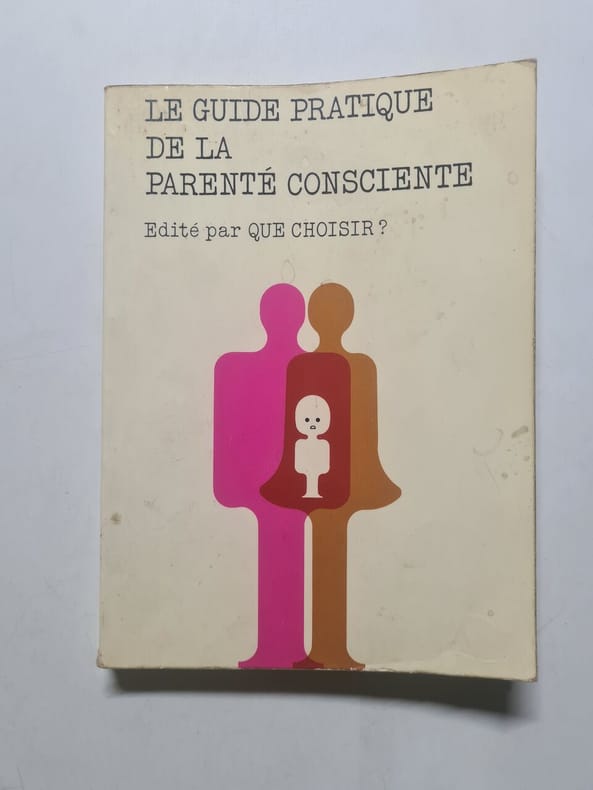 LE GUIDE PRATIQUE
DE LA
PARENTÉ CONSCIENTE
Edité par QUE CHOISIR ?